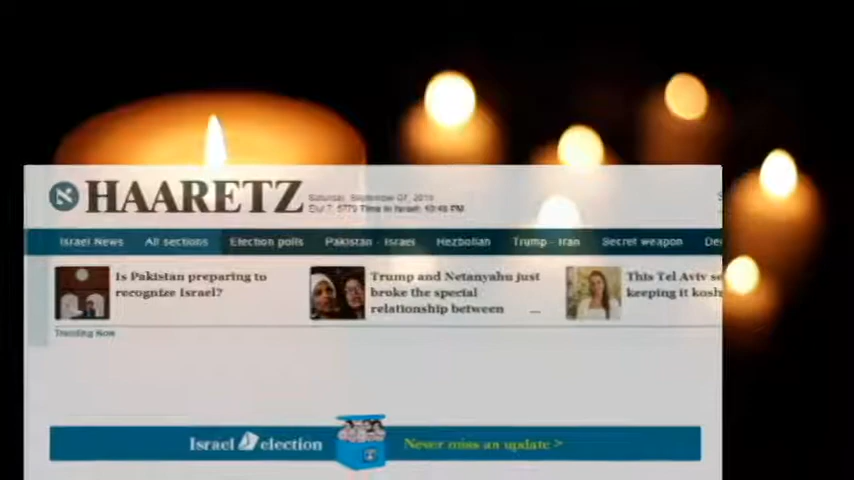 HAARETZ
Saturday, September 07, 2019
Elul 7, 5779 Time in Israel: 10:48 PM
Israel News All sections Election polls Pakistan - Israel Hezbollah Trump - Iran Secret weapon De
Is Pakistan preparing to
recognize Israel?
Trump and Netanyahu just
broke the special
relationship between ...
This Tel Aviv
keeping it kosh
Trending Now
Israel election Never miss an update >